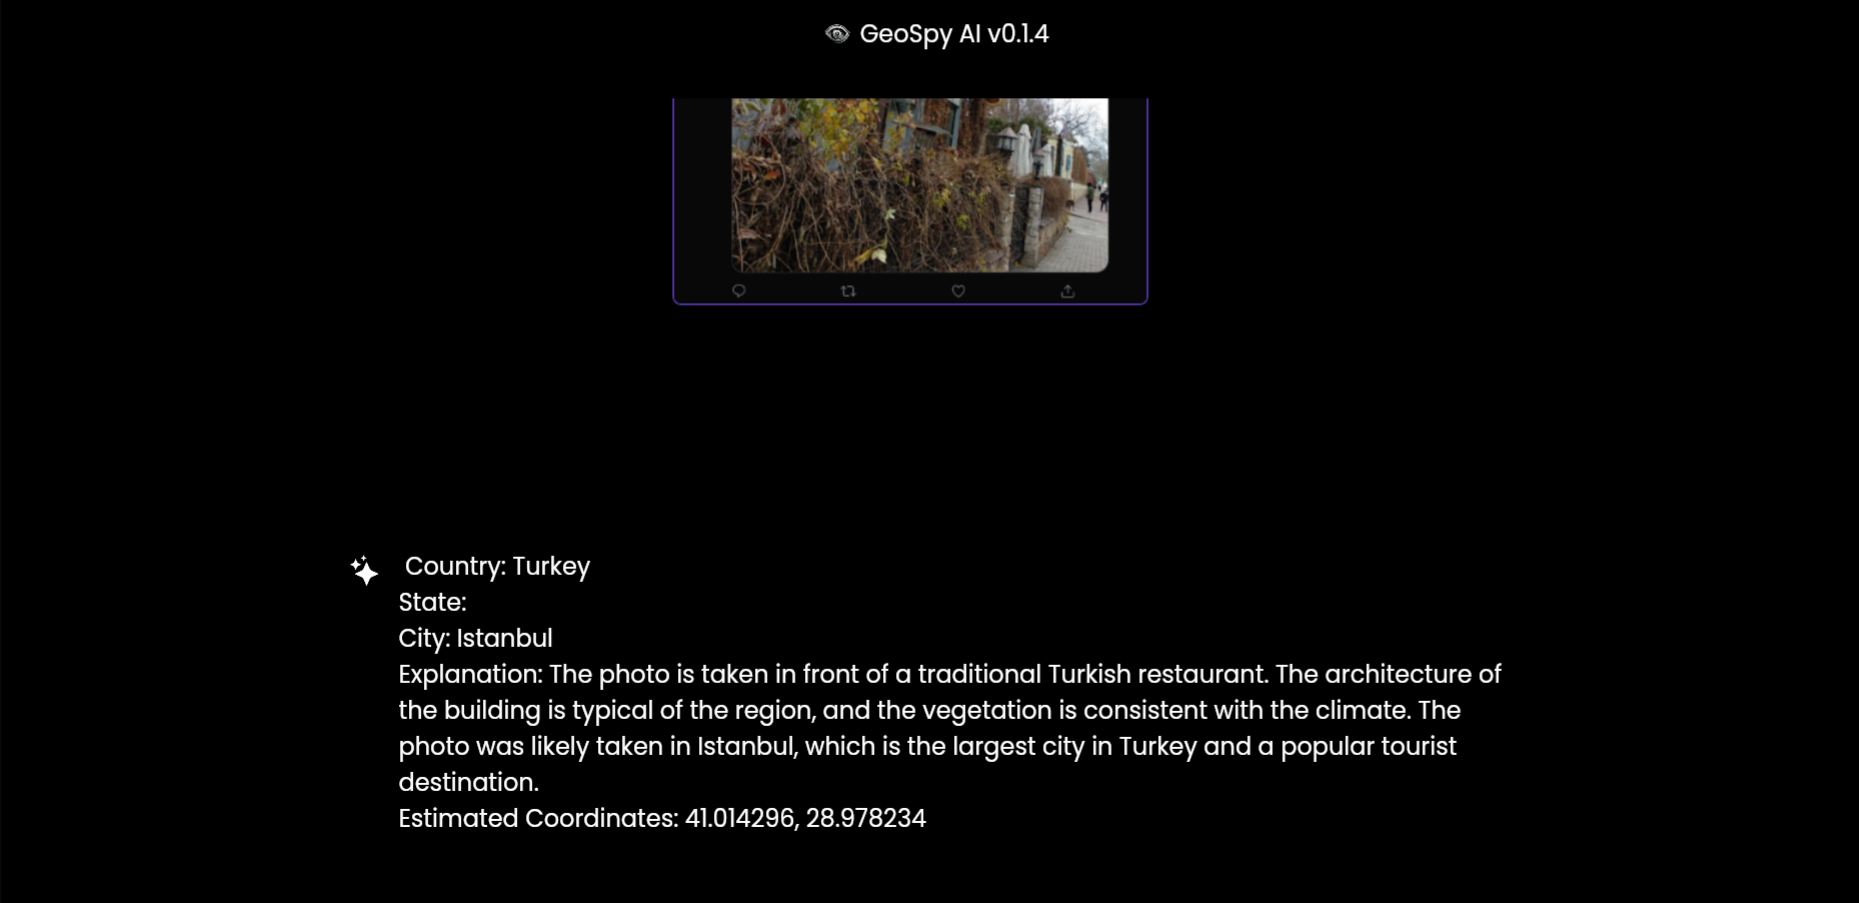 GeoSpy AI v0.1.4
Country: Turkey
State:
City: Istanbul
Explanation: The photo is taken in front of a traditional Turkish restaurant. The architecture of
the building is typical of the region, and the vegetation is consistent with the climate. The
photo was likely taken in Istanbul, which is the largest city in Turkey and a popular tourist
destination.
Estimated Coordinates: 41.014296, 28.978234